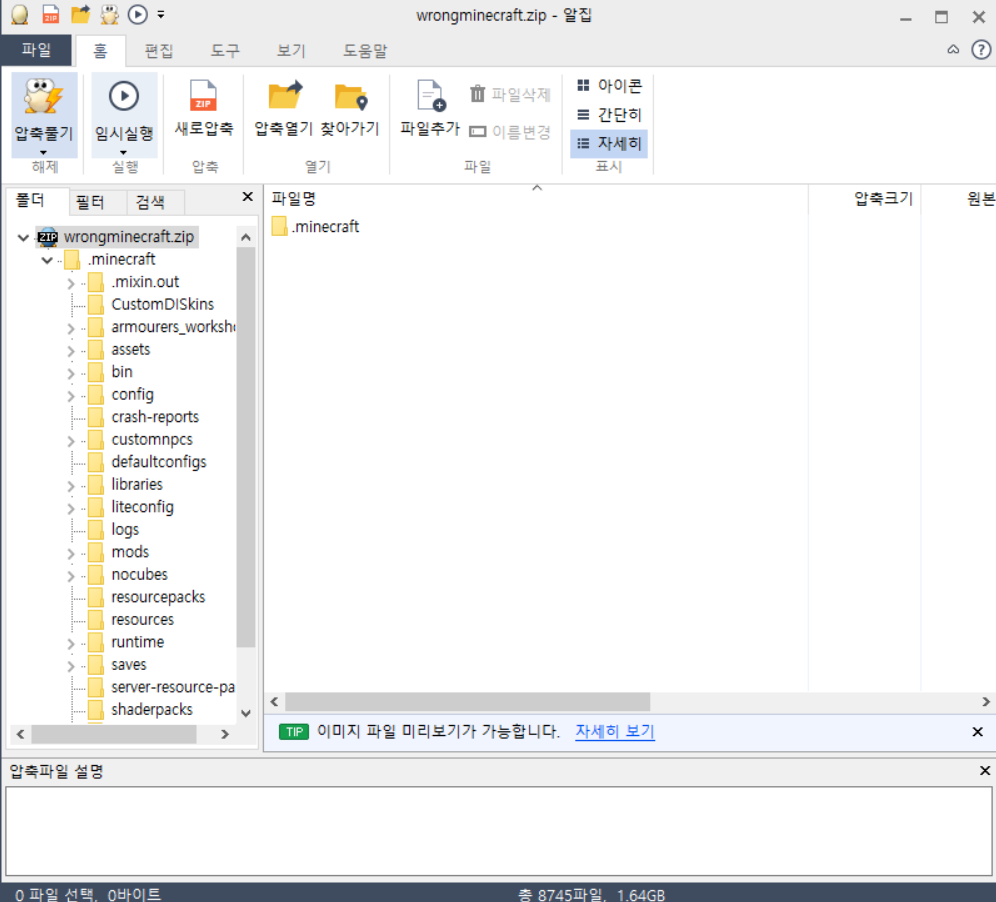 ZIP
wrongminecraft.zip - 알집
파일 홈 편집 도구 보기 도움말
압축풀기 임시실행 ZIP 새로압축 압축열기 찾아가기 파일추가 파일삭제 이름변경 아이콘 간단히 자세히
해제 실행 압축 열기 파일 표시
폴더 필터 검색
파일명 압축크기 원본
ZIP wrongminecraft.zip
.minecraft
.minecraft
.mixin.out
CustomDISkins
armourers_worksh
assets
bin
config
crash-reports
customnpcs
defaultconfigs
libraries
liteconfig
logs
mods
nocubes
resourcepacks
resources
runtime
saves
server-resource-pa
shaderpacks
TIP 이미지 파일 미리보기가 가능합니다. 자세히 보기
압축파일 설명
0 파일 선택, 0바이트 총 8745파일, 1.64GB